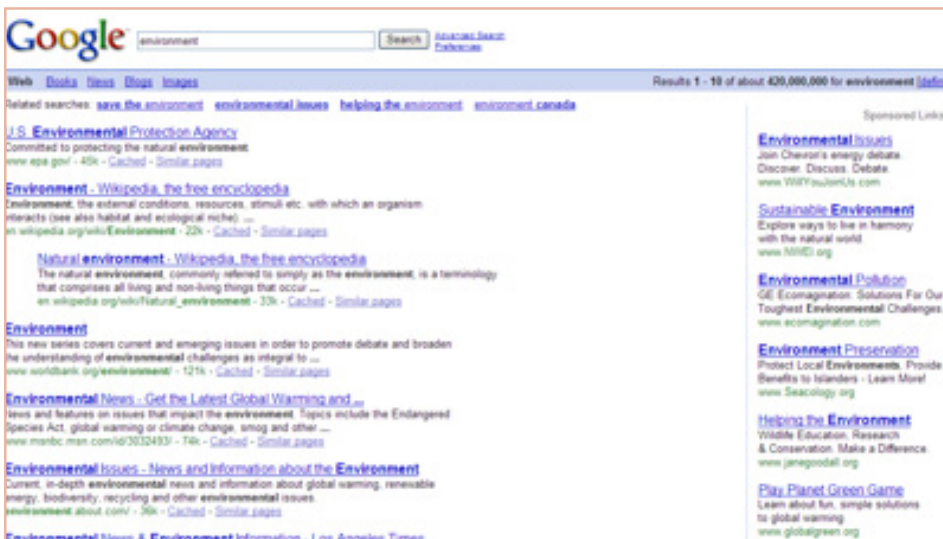 Google
environment
Search
Advanced Search
Preferences
Web Books News Blogs Images
Results 1 - 10 of about 420,000,000 for environment [defin
Related searches: save the environment environmental issues helping the environment environment canada
U.S. Environmental Protection Agency
Committed to protecting the natural environment.
www.epa.gov/ - 45k - Cached - Similar pages
Environment - Wikipedia, the free encyclopedia
Environment, the external conditions, resources, stimuli etc. with which an organism
interacts (see also habitat and ecological niche). ...
en.wikipedia.org/wiki/Environment - 22k - Cached - Similar pages
Natural environment - Wikipedia, the free encyclopedia
The natural environment, commonly referred to simply as the environment, is a terminology
that comprises all living and non-living things that occur ...
en.wikipedia.org/wiki/Natural_environment - 33k - Cached - Similar pages
Environment
This new series covers current and emerging issues in order to promote debate and broaden
the understanding of environmental challenges as integral to ...
www.worldbank.org/environment/ - 121k - Cached - Similar pages
Environmental News - Get the Latest Global Warming and ...
News and features on issues that impact the environment. Topics include the Endangered
Species Act, global warming or climate change, smog and other ...
www.msnbc.msn.com/id/3032493/ - 74k - Cached - Similar pages
Environmental Issues - News and Information about the Environment
Current, in-depth environmental news and information about global warming, renewable
energy, biodiversity, recycling and other environmental issues.
environment.about.com/ - 36k - Cached - Similar pages
Environmental News & Environment Information - Los Angeles Times
Sponsored Links
Environmental Issues
Join Chevron's energy debate.
Discover. Discuss. Debate.
www.WillYouJoinUs.com
Sustainable Environment
Explore ways to live in harmony
with the natural world.
www.NWEI.org
Environmental Pollution
GE Ecomagination. Solutions For Our
Toughest Environmental Challenges
www.ecomagination.com
Environment Preservation
Protect Local Environments, Provide
Benefits to Islanders - Learn More!
www.Seacology.org
Helping the Environment
Wildlife Education, Research
& Conservation. Make a Difference.
www.janegoodall.org
Play Planet Green Game
Learn about fun, simple solutions
to global warming
www.globalgreen.org